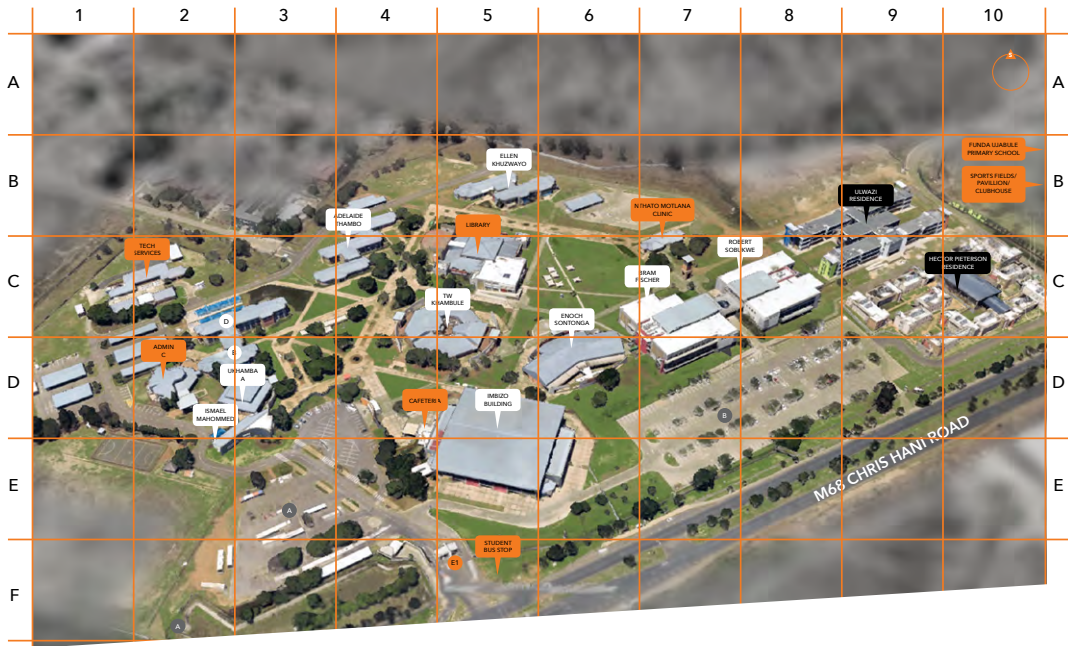 1 2 3 4 5 6 7 8 9 10
A A
S
B B
FUNDA UJABULE
PRIMARY SCHOOL
SPORTS FIELDS/
PAVILLION/
CLUBHOUSE
ELLEN
KHUZWAYO
ULWAZI
RESIDENCE
ADELAIDE
THAMBO
LIBRARY
NTHATO MOTLANA
CLINIC
C C
TECH
SERVICES
ROBERT
SOBUKWE
HECTOR PIETERSON
RESIDENCE
BRAM
FISCHER
TW
KHAMBULE
ENOCH
SONTONGA
D
D D
ADMIN
C
UKHAMBA
A
ISMAEL
MAHOMMED
CAFETERIA
IMBIZO
BUILDING
B
E E
M68 CHRIS HANI ROAD
A
F F
STUDENT
BUS STOP
E1
A